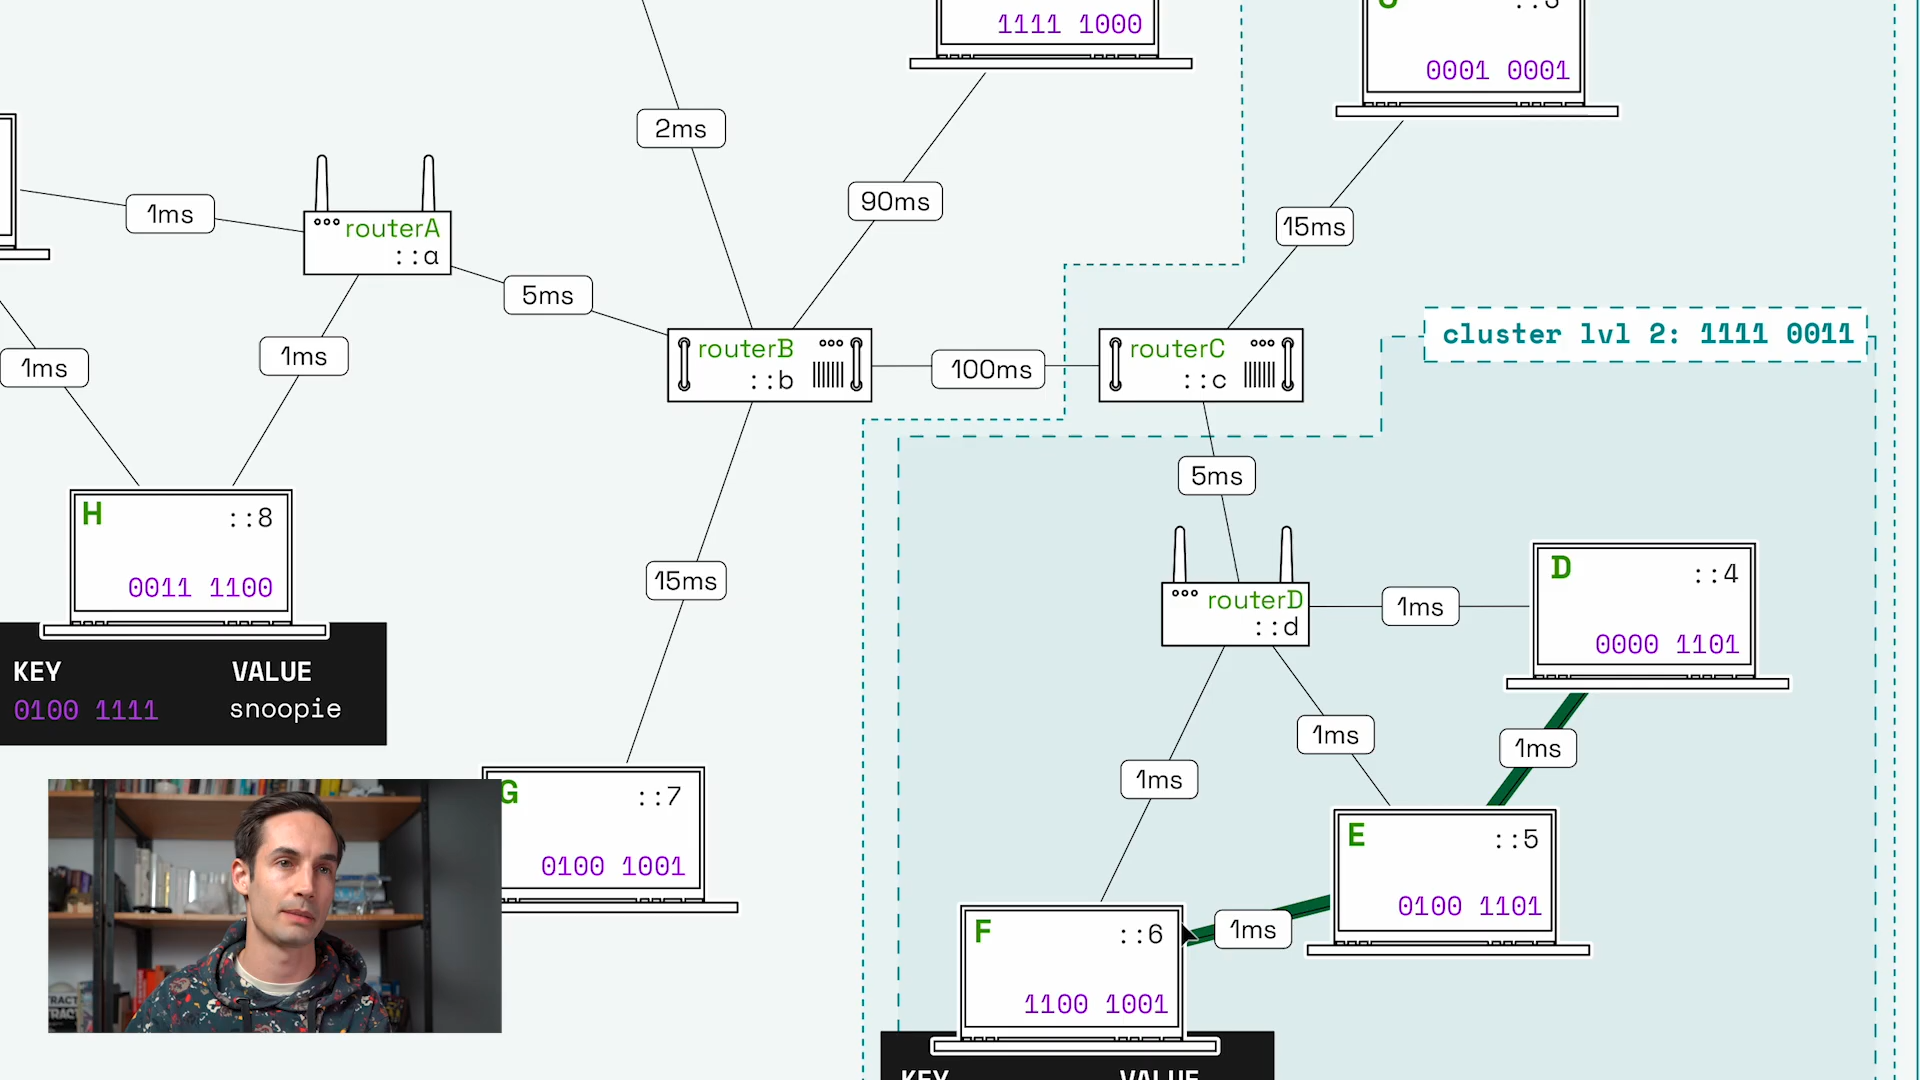 1111 1000
0001 0001
2ms
90ms
1ms
routerA
::a
15ms
5ms
cluster lvl 2: 1111 0011
routerB
::b
100ms
routerC
::c
1ms
1ms
5ms
H ::8
0011 1100
15ms
D ::4
0000 1101
routerD
::d
1ms
KEY VALUE
0100 1111 snoopie
1ms
1ms
1ms
G ::7
0100 1001
E ::5
0100 1101
F ::6
1100 1001
1ms
KEY VALUE